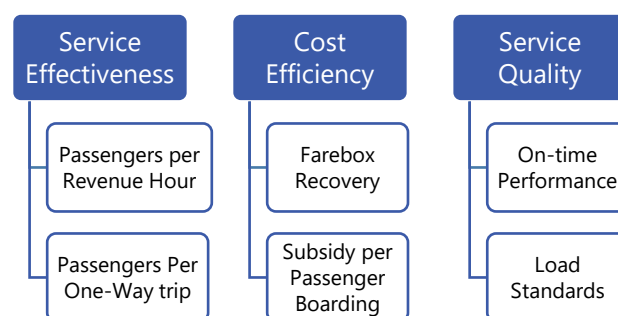 Service
Effectiveness
Passengers per
Revenue Hour
Passengers Per
One-Way trip
Cost
Efficiency
Farebox
Recovery
Subsidy per
Passenger
Boarding
Service
Quality
On-time
Performance
Load
Standards